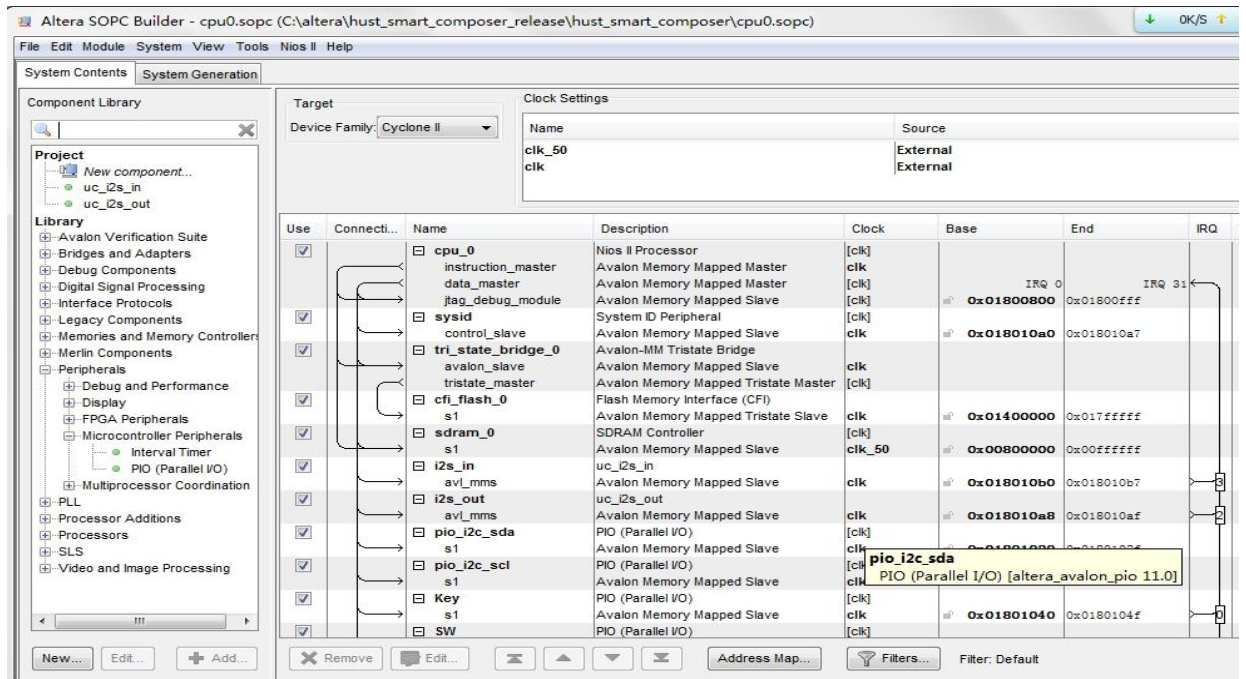 Altera SOPC Builder - cpu0.sopc (C:\altera\hust_smart_composer_release\hust_smart_composer\cpu0.sopc)
0K/S
File Edit Module System View Tools Nios II Help
System Contents System Generation
Component Library
Project
New component...
uc_i2s_in
uc_i2s_out
Library
Avalon Verification Suite
Bridges and Adapters
Debug Components
Digital Signal Processing
Interface Protocols
Legacy Components
Memories and Memory Controllers
Merlin Components
Peripherals
Debug and Performance
Display
FPGA Peripherals
Microcontroller Peripherals
Interval Timer
PIO (Parallel I/O)
Multiprocessor Coordination
PLL
Processor Additions
Processors
SLS
Video and Image Processing
New... Edit... Add...
Target
Device Family: Cyclone II
Clock Settings
Name Source
clk_50 External
clk External
Use Connecti... Name Description Clock Base End IRQ
cpu_0 Nios II Processor [clk]
instruction_master Avalon Memory Mapped Master clk
data_master Avalon Memory Mapped Master [clk] IRQ 0 IRQ 31
jtag_debug_module Avalon Memory Mapped Slave [clk] 0x01800800 0x01800fff
sysid System ID Peripheral [clk]
control_slave Avalon Memory Mapped Slave clk 0x018010a0 0x018010a7
tri_state_bridge_0 Avalon-MM Tristate Bridge
avalon_slave Avalon Memory Mapped Slave clk
tristate_master Avalon Memory Mapped Tristate Master [clk]
cfi_flash_0 Flash Memory Interface (CFI)
s1 Avalon Memory Mapped Tristate Slave clk 0x01400000 0x017fffff
sdram_0 SDRAM Controller [clk]
s1 Avalon Memory Mapped Slave clk_50 0x00800000 0x00ffffff
i2s_in uc_i2s_in
avl_mms Avalon Memory Mapped Slave clk 0x018010b0 0x018010b7 3
i2s_out uc_i2s_out
avl_mms Avalon Memory Mapped Slave clk 0x018010a8 0x018010af 2
pio_i2c_sda PIO (Parallel I/O) [clk]
s1 Avalon Memory Mapped Slave
pio_i2c_sda
pio_i2c_scl PIO (Parallel I/O)
PIO (Parallel I/O) [altera_avalon_pio 11.0]
s1 Avalon Memory Mapped Slave
Key PIO (Parallel I/O) [clk]
s1 Avalon Memory Mapped Slave clk 0x01801040 0x0180104f 0
SW PIO (Parallel I/O) [clk]
Remove Edit... Address Map... Filters... Filter: Default